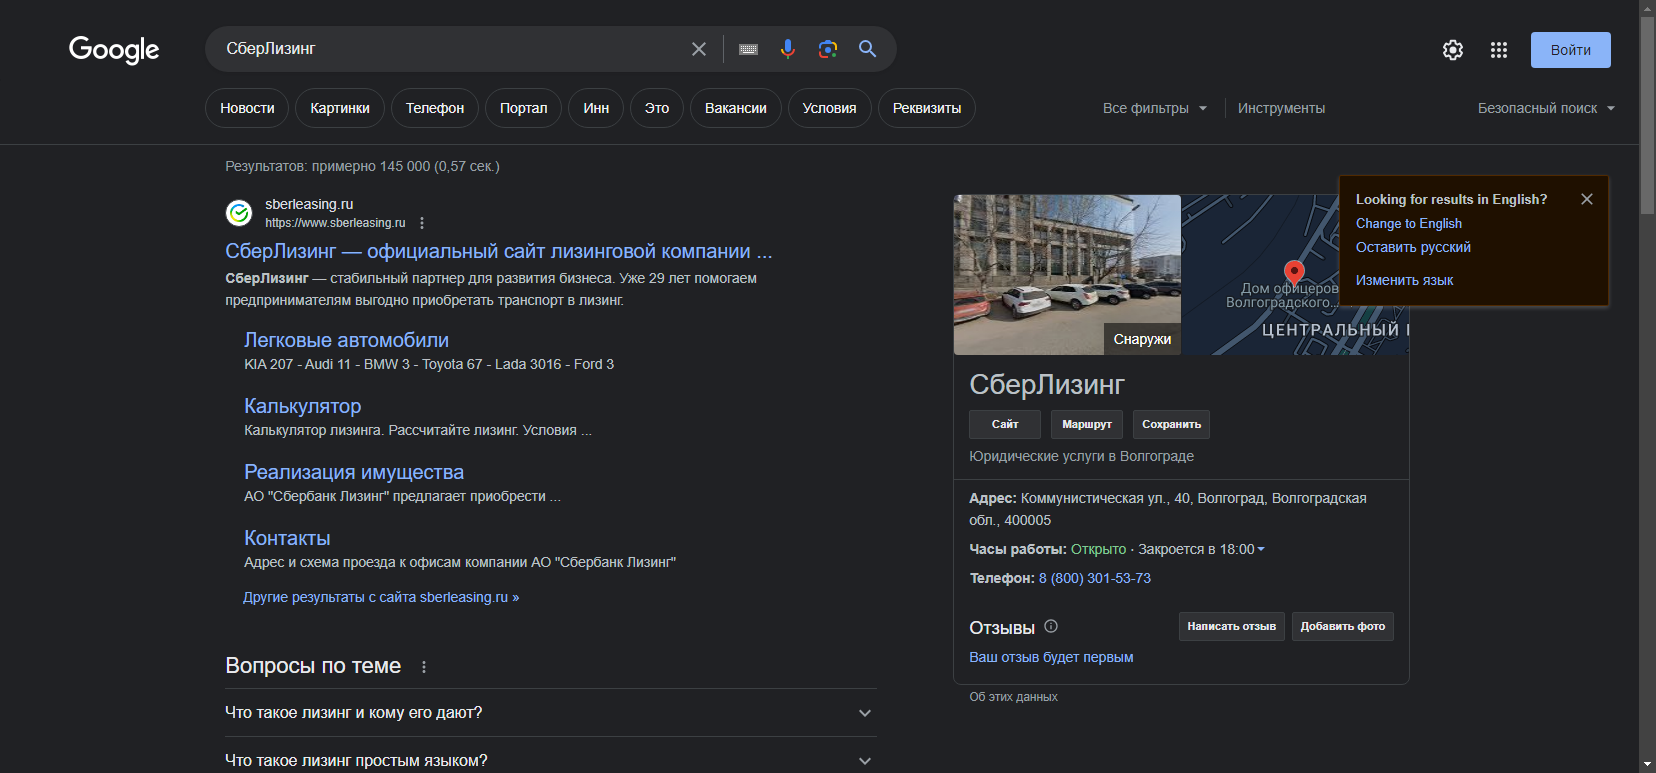 Google
СберЛизинг
Войти
Новости
Картинки
Телефон
Портал
Инн
Это
Вакансии
Условия
Реквизиты
Все фильтры
Инструменты
Безопасный поиск
Результатов: примерно 145 000 (0,57 сек.)
sberleasing.ru
https://www.sberleasing.ru
СберЛизинг — официальный сайт лизинговой компании ...
СберЛизинг — стабильный партнер для развития бизнеса. Уже 29 лет помогаем
предпринимателям выгодно приобретать транспорт в лизинг.
Легковые автомобили
KIA 207 - Audi 11 - BMW 3 - Toyota 67 - Lada 3016 - Ford 3
Калькулятор
Калькулятор лизинга. Рассчитайте лизинг. Условия ...
Реализация имущества
АО "Сбербанк Лизинг" предлагает приобрести ...
Контакты
Адрес и схема проезда к офисам компании АО "Сбербанк Лизинг"
Другие результаты с сайта sberleasing.ru »
Вопросы по теме
Что такое лизинг и кому его дают?
Что такое лизинг простым языком?
Looking for results in English?
Change to English
Оставить русский
Изменить язык
Снаружи
Дом офицеров
Волгоградского...
ЦЕНТРАЛЬНЫЙ
СберЛизинг
Сайт
Маршрут
Сохранить
Юридические услуги в Волгограде
Адрес: Коммунистическая ул., 40, Волгоград, Волгоградская
обл., 400005
Часы работы: Открыто · Закроется в 18:00
Телефон: 8 (800) 301-53-73
Отзывы
Написать отзыв
Добавить фото
Ваш отзыв будет первым
Об этих данных